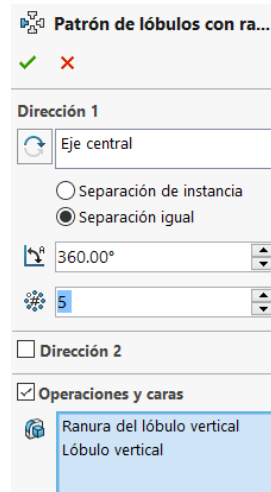 Patrón de lóbulos con ra...
Dirección 1
Eje central
Separación de instancia
Separación igual
360.00°
5
Dirección 2
Operaciones y caras
Ranura del lóbulo vertical
Lóbulo vertical